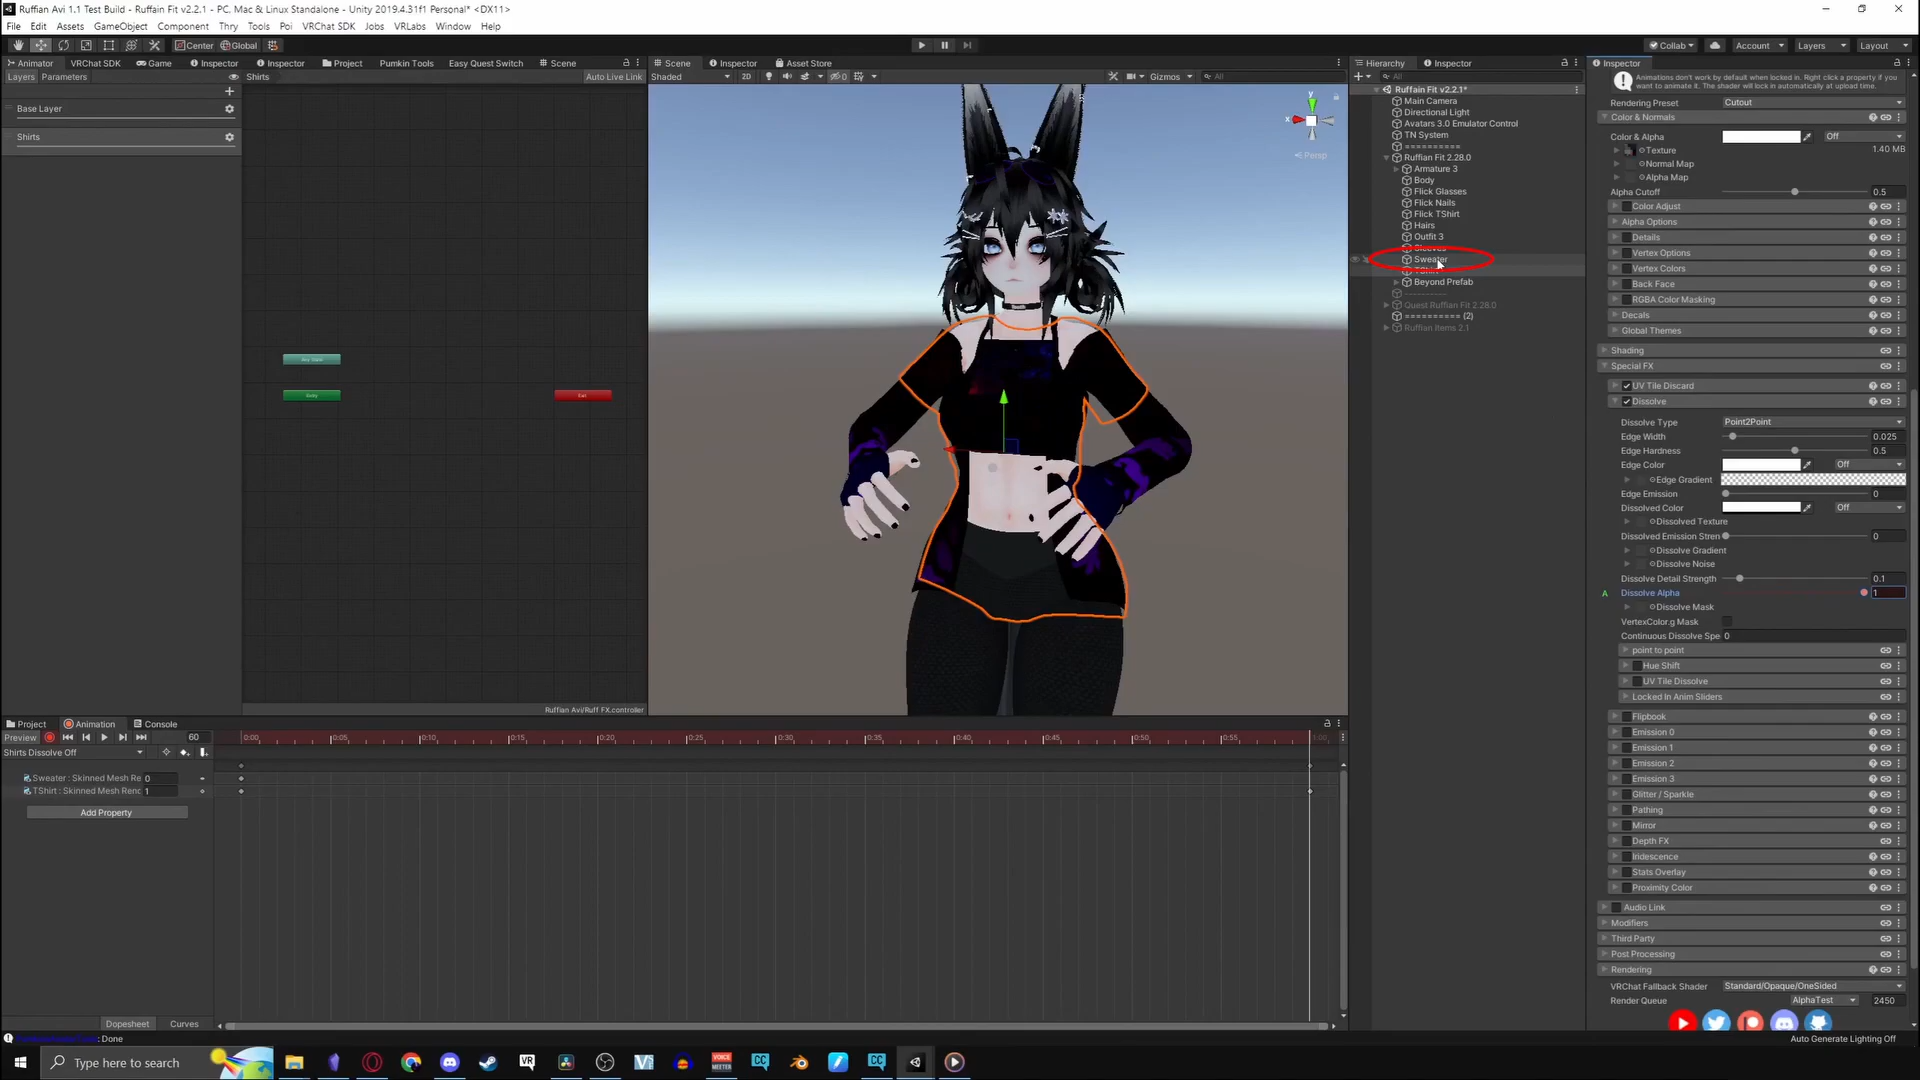 Ruffian Avi 1.1 Test Build - Ruffain Fit v2.2.1 - PC, Mac & Linux Standalone - Unity 2019.4.31f1 Personal* <DX11>
File Edit Assets GameObject Component Thry Tools Poi VRChat SDK Jobs VRLabs Window Help
Center Global Collab Account Layers Layout
Animator VRChat SDK Game Inspector Inspector Project Pumkin Tools Easy Quest Switch Scene
Layers Parameters Shirts Auto Live Link
Base Layer
Shirts
Any State
Entry
Exit
Ruffian Avi/Ruff FX.controller
Scene Inspector Asset Store
Shaded 2D 0 Gizmos All
y
x
Persp
Hierarchy Inspector
All
Ruffain Fit v2.2.1*
Main Camera
Directional Light
Avatars 3.0 Emulator Control
TN System
==========
Ruffian Fit 2.28.0
Armature 3
Body
Flick Glasses
Flick Nails
Flick TShirt
Hairs
Outfit 3
Sleeves
Sweater
TShirt
Beyond Prefab
Quest Ruffian Fit 2.28.0
========== (2)
Ruffian Items 2.1
Inspector
Animations don't work by default when locked in. Right click a property if you
want to animate it. The shader will lock in automatically at upload time.
Rendering Preset Cutout
Color & Normals
Color & Alpha Off
Texture 1.40 MB
Normal Map
Alpha Map
Alpha Cutoff 0.5
Color Adjust
Alpha Options
Details
Vertex Options
Vertex Colors
Back Face
RGBA Color Masking
Decals
Global Themes
Shading
Special FX
UV Tile Discard
Dissolve
Dissolve Type Point2Point
Edge Width 0.025
Edge Hardness 0.5
Edge Color Off
Edge Gradient
Edge Emission 0
Dissolved Color Off
Dissolved Texture
Dissolved Emission Stren 0
Dissolve Gradient
Dissolve Noise
Dissolve Detail Strength 0.1
A Dissolve Alpha 1
Dissolve Mask
VertexColor.g Mask
Continuous Dissolve Spe 0
point to point
Hue Shift
UV Tile Dissolve
Locked In Anim Sliders
Flipbook
Emission 0
Emission 1
Emission 2
Emission 3
Glitter / Sparkle
Pathing
Mirror
Depth FX
Iridescence
Stats Overlay
Proximity Color
Audio Link
Modifiers
Third Party
Post Processing
Rendering
VRChat Fallback Shader Standard/Opaque/OneSided
Render Queue AlphaTest 2450
Project Animation Console
Preview 60 0:00 0:05 0:10 0:15 0:20 0:25 0:30 0:35 0:40 0:45 0:50 0:55 1:00
Shirts Dissolve Off
Sweater : Skinned Mesh Re 0
TShirt : Skinned Mesh Renc 1
Add Property
Dopesheet Curves
: Done
Auto Generate Lighting Off
Type here to search
VR
VOICE
MEETER
CC
CC